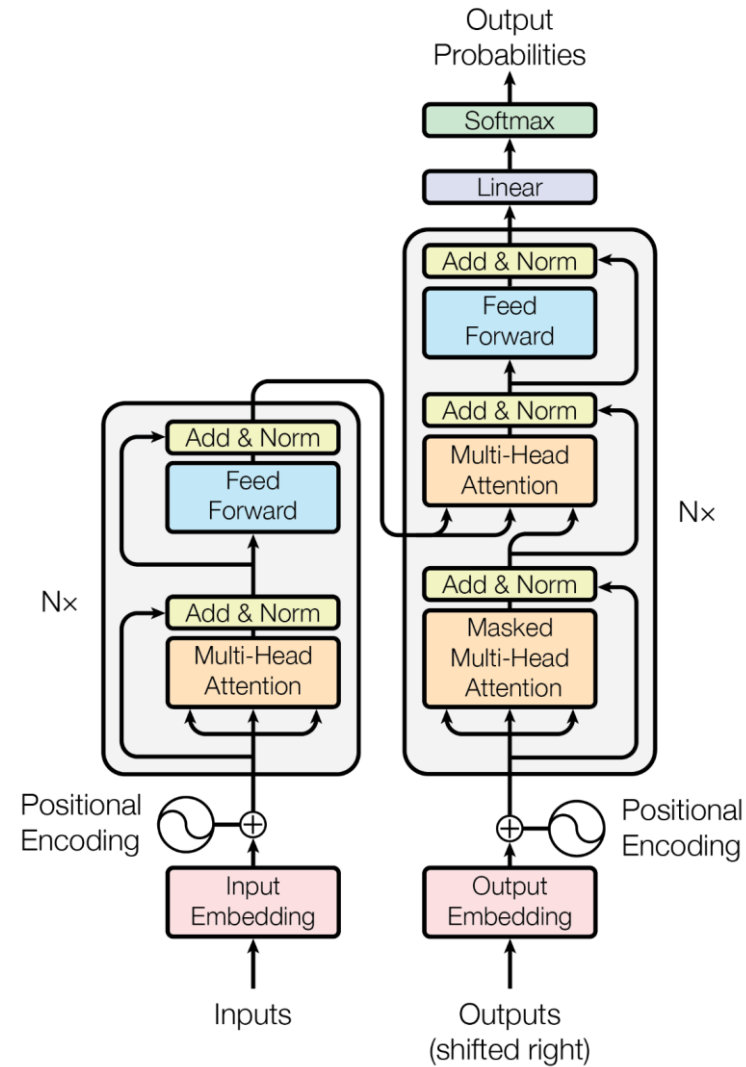 Output
Probabilities
Softmax
Linear
Add & Norm
Feed
Forward
Add & Norm
Multi-Head
Attention
Add & Norm
Masked
Multi-Head
Attention
Nx
Add & Norm
Feed
Forward
Add & Norm
Multi-Head
Attention
Nx
Positional
Encoding
Positional
Encoding
Input
Embedding
Output
Embedding
Inputs
Outputs
(shifted right)